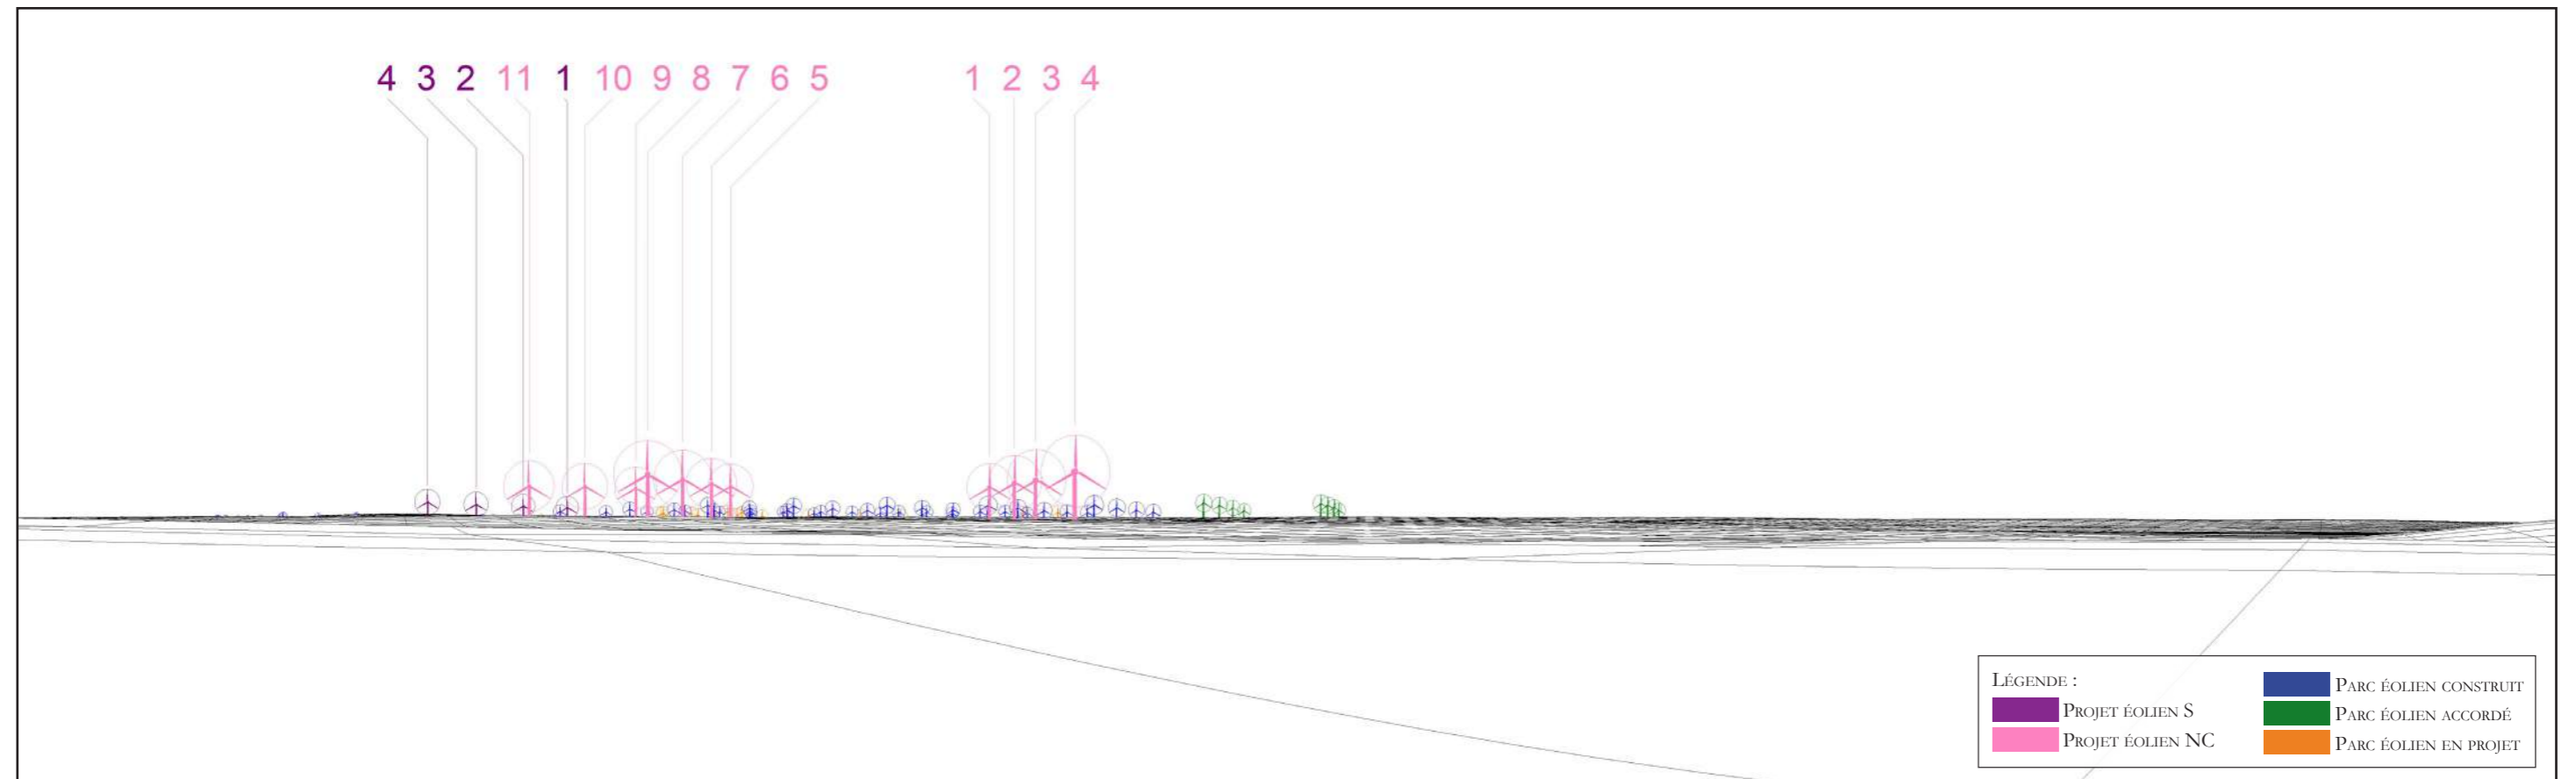 4 3 2 11 1 10 9 8 7 6 5 1 2 3 4
LÉGENDE :
PROJET ÉOLIEN S
PROJET ÉOLIEN NC
PARC ÉOLIEN CONSTRUIT
PARC ÉOLIEN ACCORDÉ
PARC ÉOLIEN EN PROJET